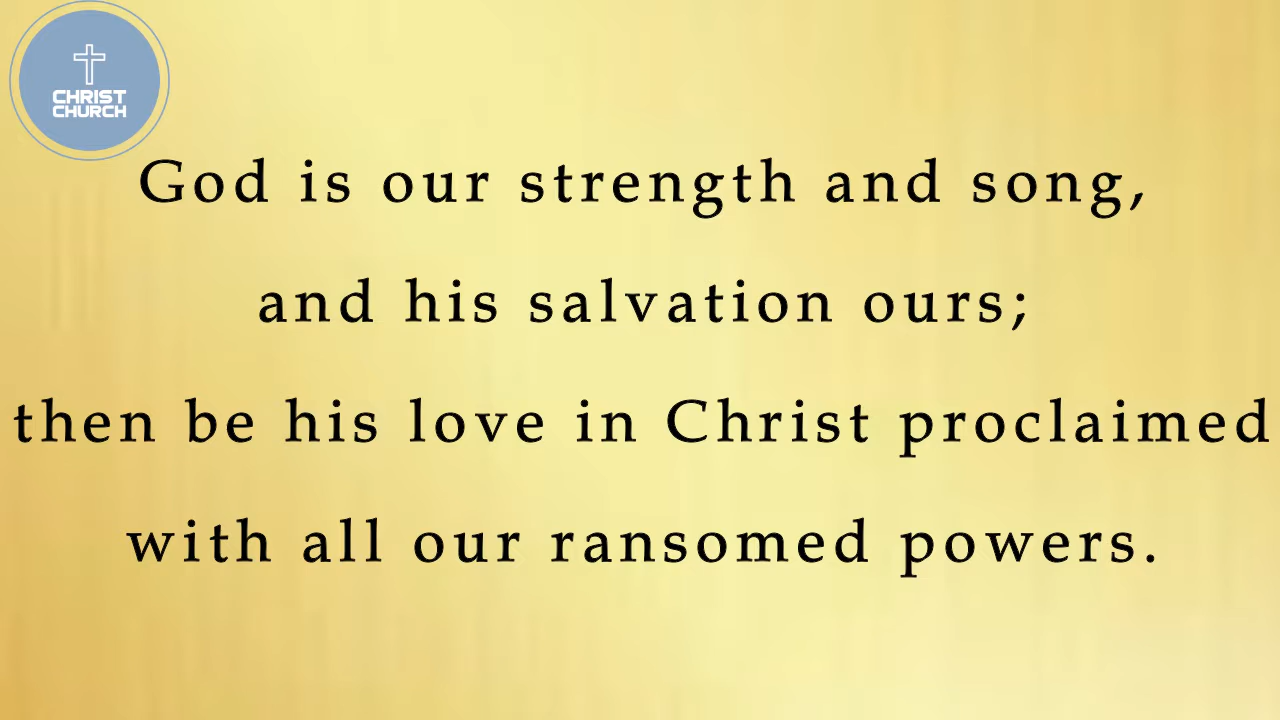 CHRIST
CHURCH
God is our strength and song,
and his salvation ours;
then be his love in Christ proclaimed
with all our ransomed powers.